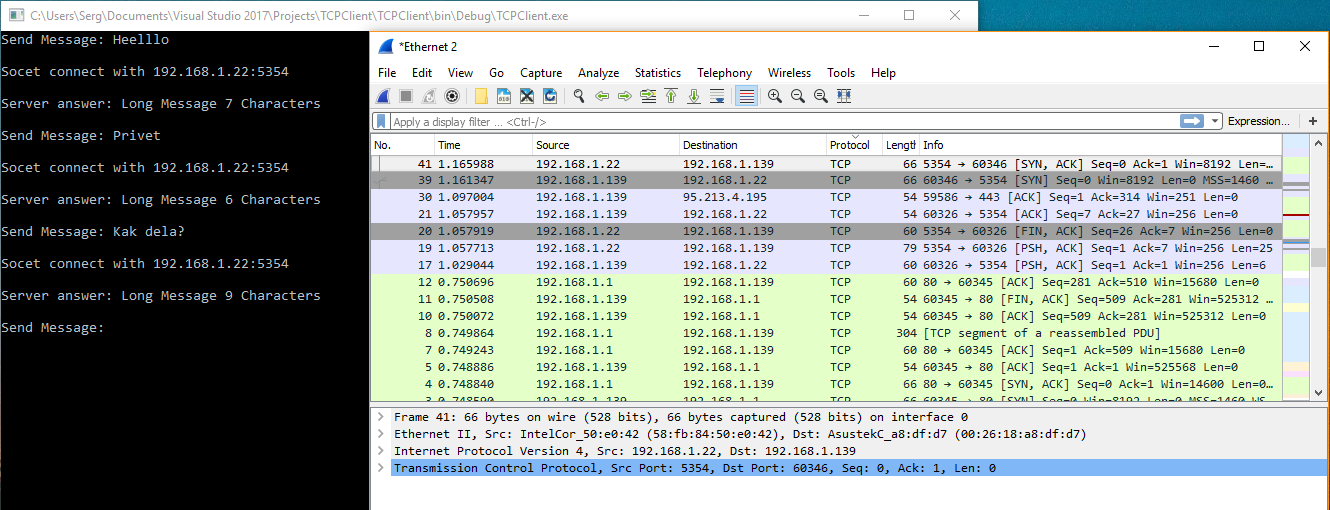 C:\Users\Serg\Documents\Visual Studio 2017\Projects\TCPClient\TCPClient\bin\Debug\TCPClient.exe
Send Message: Heelllo
Socet connect with 192.168.1.22:5354
Server answer: Long Message 7 Characters
Send Message: Privet
Socet connect with 192.168.1.22:5354
Server answer: Long Message 6 Characters
Send Message: Kak dela?
Socet connect with 192.168.1.22:5354
Server answer: Long Message 9 Characters
Send Message:
*Ethernet 2
File Edit View Go Capture Analyze Statistics Telephony Wireless Tools Help
Apply a display filter ... <Ctrl-/> Expression... +
No. Time Source Destination Protocol Length Info
41 1.165988 192.168.1.22 192.168.1.139 TCP 66 5354 → 60346 [SYN, ACK] Seq=0 Ack=1 Win=8192 Len=…
39 1.161347 192.168.1.139 192.168.1.22 TCP 66 60346 → 5354 [SYN] Seq=0 Win=8192 Len=0 MSS=1460 …
30 1.097004 192.168.1.139 95.213.4.195 TCP 54 59586 → 443 [ACK] Seq=1 Ack=314 Win=251 Len=0
21 1.057957 192.168.1.139 192.168.1.22 TCP 54 60326 → 5354 [ACK] Seq=7 Ack=27 Win=256 Len=0
20 1.057919 192.168.1.22 192.168.1.139 TCP 60 5354 → 60326 [FIN, ACK] Seq=26 Ack=7 Win=256 Len=0
19 1.057713 192.168.1.22 192.168.1.139 TCP 79 5354 → 60326 [PSH, ACK] Seq=1 Ack=7 Win=256 Len=25
17 1.029044 192.168.1.139 192.168.1.22 TCP 60 60326 → 5354 [PSH, ACK] Seq=1 Ack=1 Win=256 Len=6
12 0.750696 192.168.1.1 192.168.1.139 TCP 60 80 → 60345 [ACK] Seq=281 Ack=510 Win=15680 Len=0
11 0.750508 192.168.1.139 192.168.1.1 TCP 54 60345 → 80 [FIN, ACK] Seq=509 Ack=281 Win=525312 …
10 0.750072 192.168.1.139 192.168.1.1 TCP 54 60345 → 80 [ACK] Seq=509 Ack=281 Win=525312 Len=0
8 0.749864 192.168.1.1 192.168.1.139 TCP 304 [TCP segment of a reassembled PDU]
7 0.749243 192.168.1.1 192.168.1.139 TCP 60 80 → 60345 [ACK] Seq=1 Ack=509 Win=15680 Len=0
5 0.748886 192.168.1.139 192.168.1.1 TCP 54 60345 → 80 [ACK] Seq=1 Ack=1 Win=525568 Len=0
4 0.748840 192.168.1.1 192.168.1.139 TCP 66 80 → 60345 [SYN, ACK] Seq=0 Ack=1 Win=14600 Len=0…
Frame 41: 66 bytes on wire (528 bits), 66 bytes captured (528 bits) on interface 0
Ethernet II, Src: IntelCor_50:e0:42 (58:fb:84:50:e0:42), Dst: AsustekC_a8:df:d7 (00:26:18:a8:df:d7)
Internet Protocol Version 4, Src: 192.168.1.22, Dst: 192.168.1.139
Transmission Control Protocol, Src Port: 5354, Dst Port: 60346, Seq: 0, Ack: 1, Len: 0